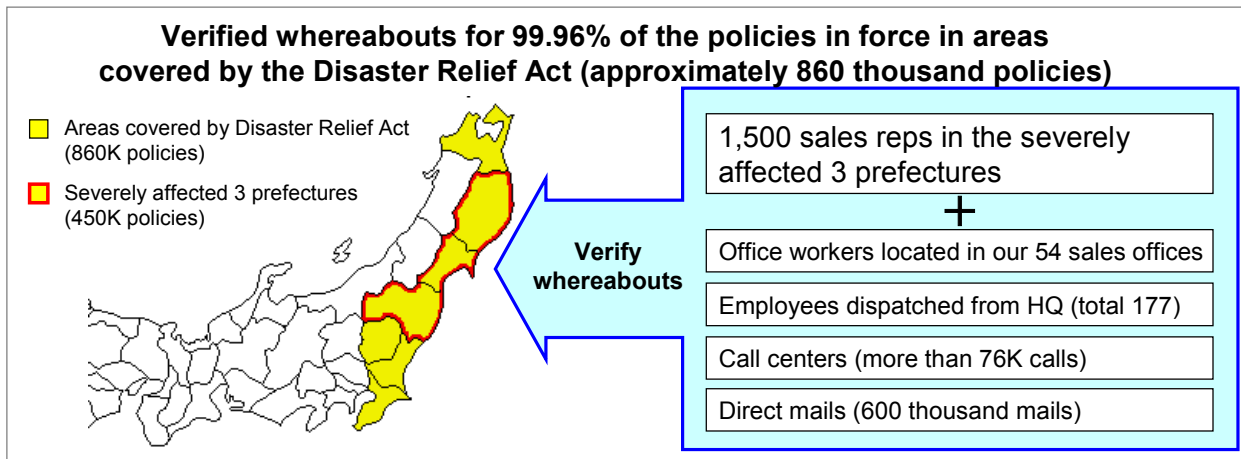 Verified whereabouts for 99.96% of the policies in force in areas
covered by the Disaster Relief Act (approximately 860 thousand policies)
Areas covered by Disaster Relief Act
(860K policies)
Severely affected 3 prefectures
(450K policies)
Verify
whereabouts
1,500 sales reps in the severely
affected 3 prefectures
+
Office workers located in our 54 sales offices
Employees dispatched from HQ (total 177)
Call centers (more than 76K calls)
Direct mails (600 thousand mails)